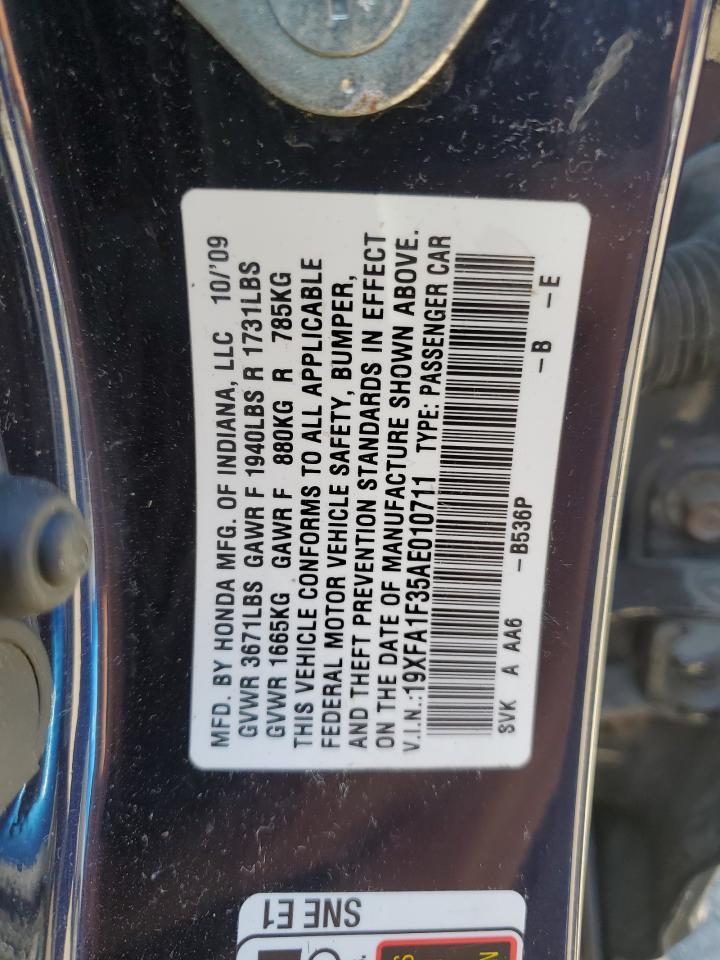 MFD. BY HONDA MFG. OF INDIANA, LLC 10/'09
GVWR 3671LBS GAWR F 1940LBS R 1731LBS
GVWR 1665KG GAWR F 880KG R 785KG
THIS VEHICLE CONFORMS TO ALL APPLICABLE
FEDERAL MOTOR VEHICLE SAFETY, BUMPER,
AND THEFT PREVENTION STANDARDS IN EFFECT
ON THE DATE OF MANUFACTURE SHOWN ABOVE.
V.I.N.:19XFA1F35AE010711 TYPE: PASSENGER CAR
SVK A AA6 -B536P -B -E
SNE E1